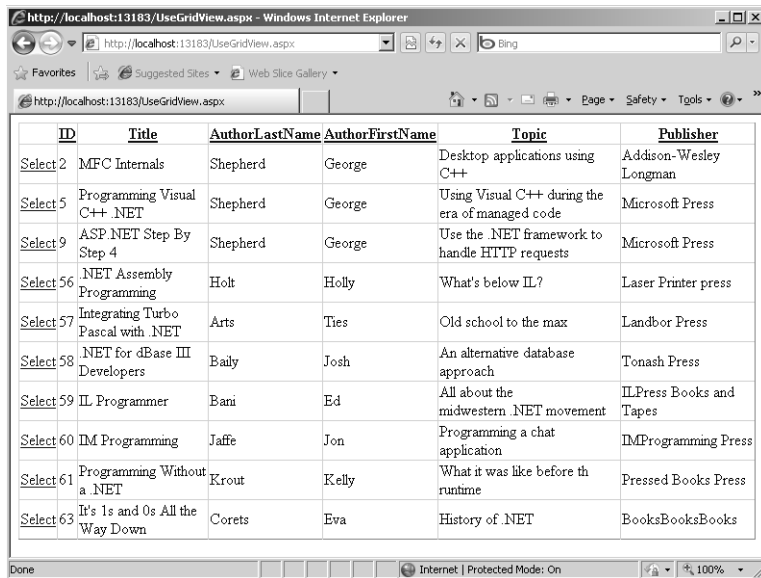 http://localhost:13183/UseGridView.aspx - Windows Internet Explorer
http://localhost:13183/UseGridView.aspx
Bing
Favorites Suggested Sites Web Slice Gallery
http://localhost:13183/UseGridView.aspx
Page Safety Tools »
ID Title AuthorLastName AuthorFirstName Topic Publisher
Select 2 MFC Internals Shepherd George Desktop applications using C++ Addison-Wesley Longman
Select 5 Programming Visual C++ .NET Shepherd George Using Visual C++ during the era of managed code Microsoft Press
Select 9 ASP.NET Step By Step 4 Shepherd George Use the .NET framework to handle HTTP requests Microsoft Press
Select 56 .NET Assembly Programming Holt Holly What's below IL? Laser Printer press
Select 57 Integrating Turbo Pascal with .NET Arts Ties Old school to the max Landbor Press
Select 58 .NET for dBase III Developers Baily Josh An alternative database approach Tonash Press
Select 59 IL Programmer Bani Ed All about the midwestern .NET movement ILPress Books and Tapes
Select 60 IM Programming Jaffe Jon Programming a chat application IMProgramming Press
Select 61 Programming Without a .NET Krout Kelly What it was like before th runtime Pressed Books Press
Select 63 It's 1s and 0s All the Way Down Corets Eva History of .NET BooksBooksBooks
Done Internet | Protected Mode: On 100%